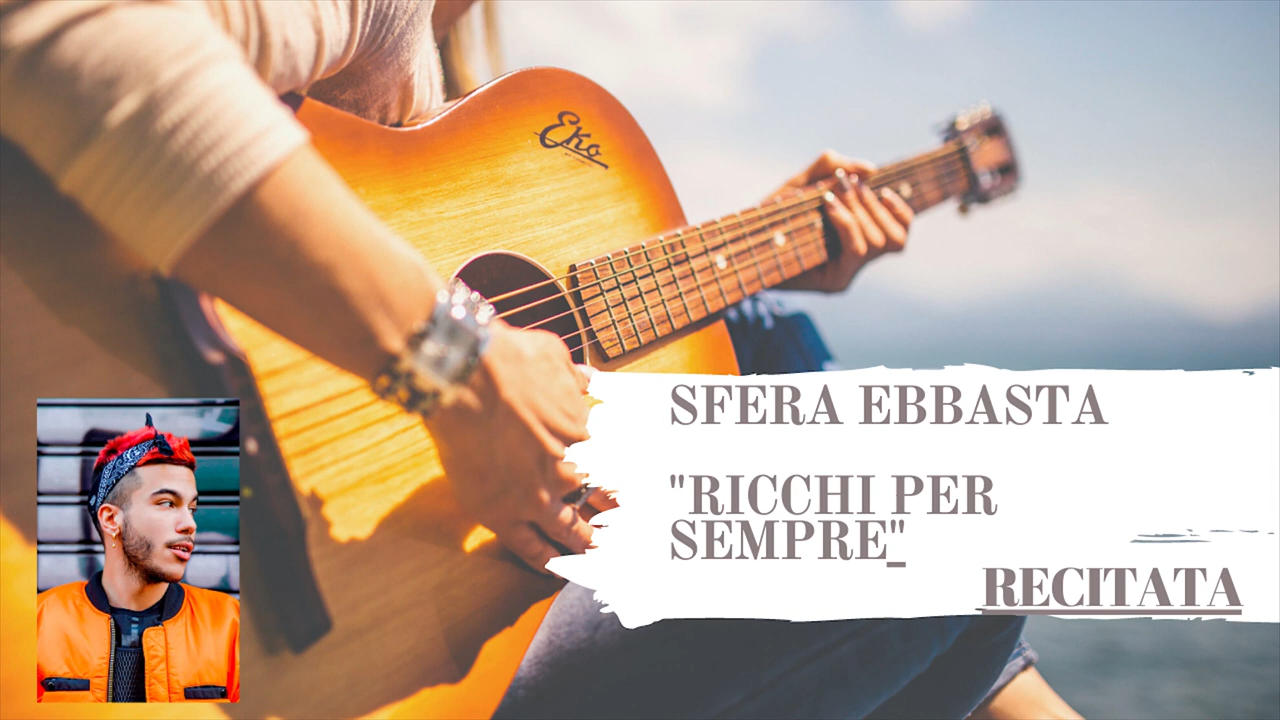 Eko
SFERA EBBASTA
"RICCHI PER
SEMPRE"
RECITATA